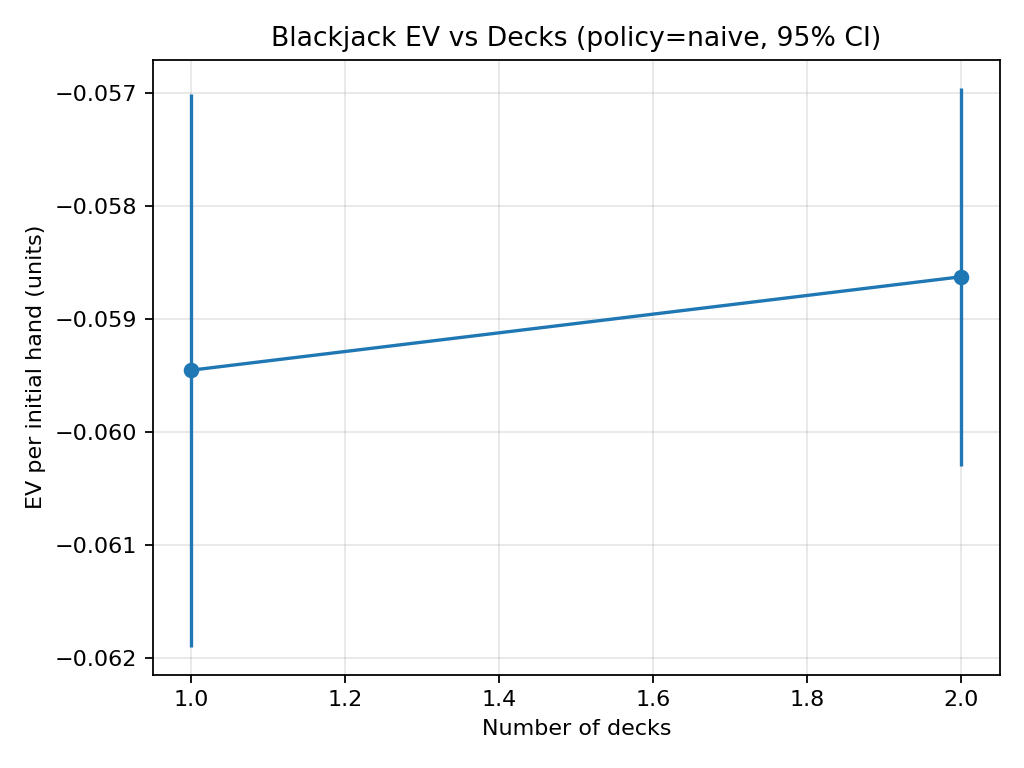 Blackjack EV vs Decks (policy=naive, 95% CI)
−0.057
−0.058
−0.059
−0.060
−0.061
−0.062
EV per initial hand (units)
1.0 1.2 1.4 1.6 1.8 2.0
Number of decks